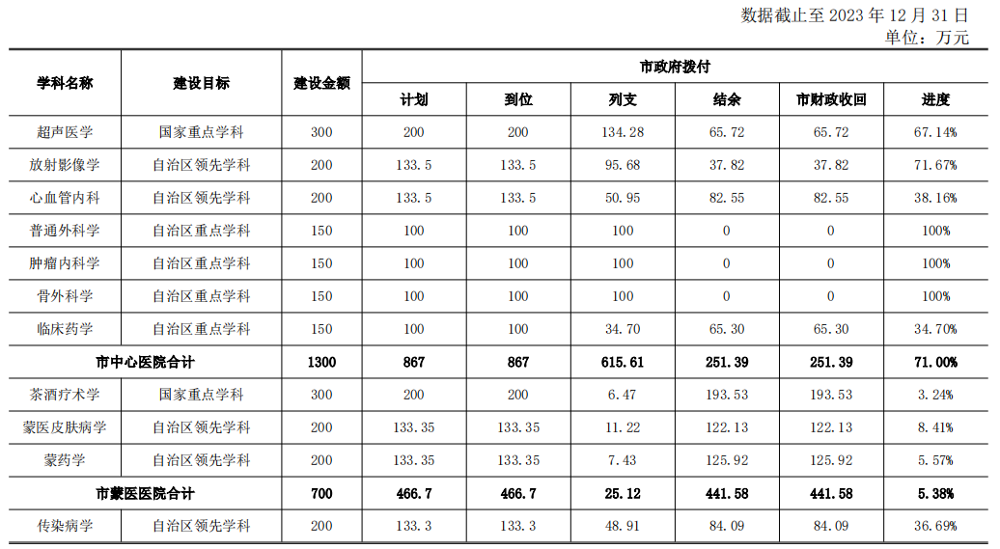 数据截止至 2023 年 12 月 31 日
单位：万元
学科名称 建设目标 建设金额 市政府拨付
计划 到位 列支 结余 市财政收回 进度
超声医学 国家重点学科 300 200 200 134.28 65.72 65.72 67.14%
放射影像学 自治区领先学科 200 133.5 133.5 95.68 37.82 37.82 71.67%
心血管内科 自治区领先学科 200 133.5 133.5 50.95 82.55 82.55 38.16%
普通外科学 自治区重点学科 150 100 100 100 0 0 100%
肿瘤内科学 自治区重点学科 150 100 100 100 0 0 100%
骨外科学 自治区重点学科 150 100 100 100 0 0 100%
临床药学 自治区重点学科 150 100 100 34.70 65.30 65.30 34.70%
市中心医院合计 1300 867 867 615.61 251.39 251.39 71.00%
茶酒疗术学 国家重点学科 300 200 200 6.47 193.53 193.53 3.24%
蒙医皮肤病学 自治区领先学科 200 133.35 133.35 11.22 122.13 122.13 8.41%
蒙药学 自治区领先学科 200 133.35 133.35 7.43 125.92 125.92 5.57%
市蒙医医院合计 700 466.7 466.7 25.12 441.58 441.58 5.38%
传染病学 自治区领先学科 200 133.3 133.3 48.91 84.09 84.09 36.69%